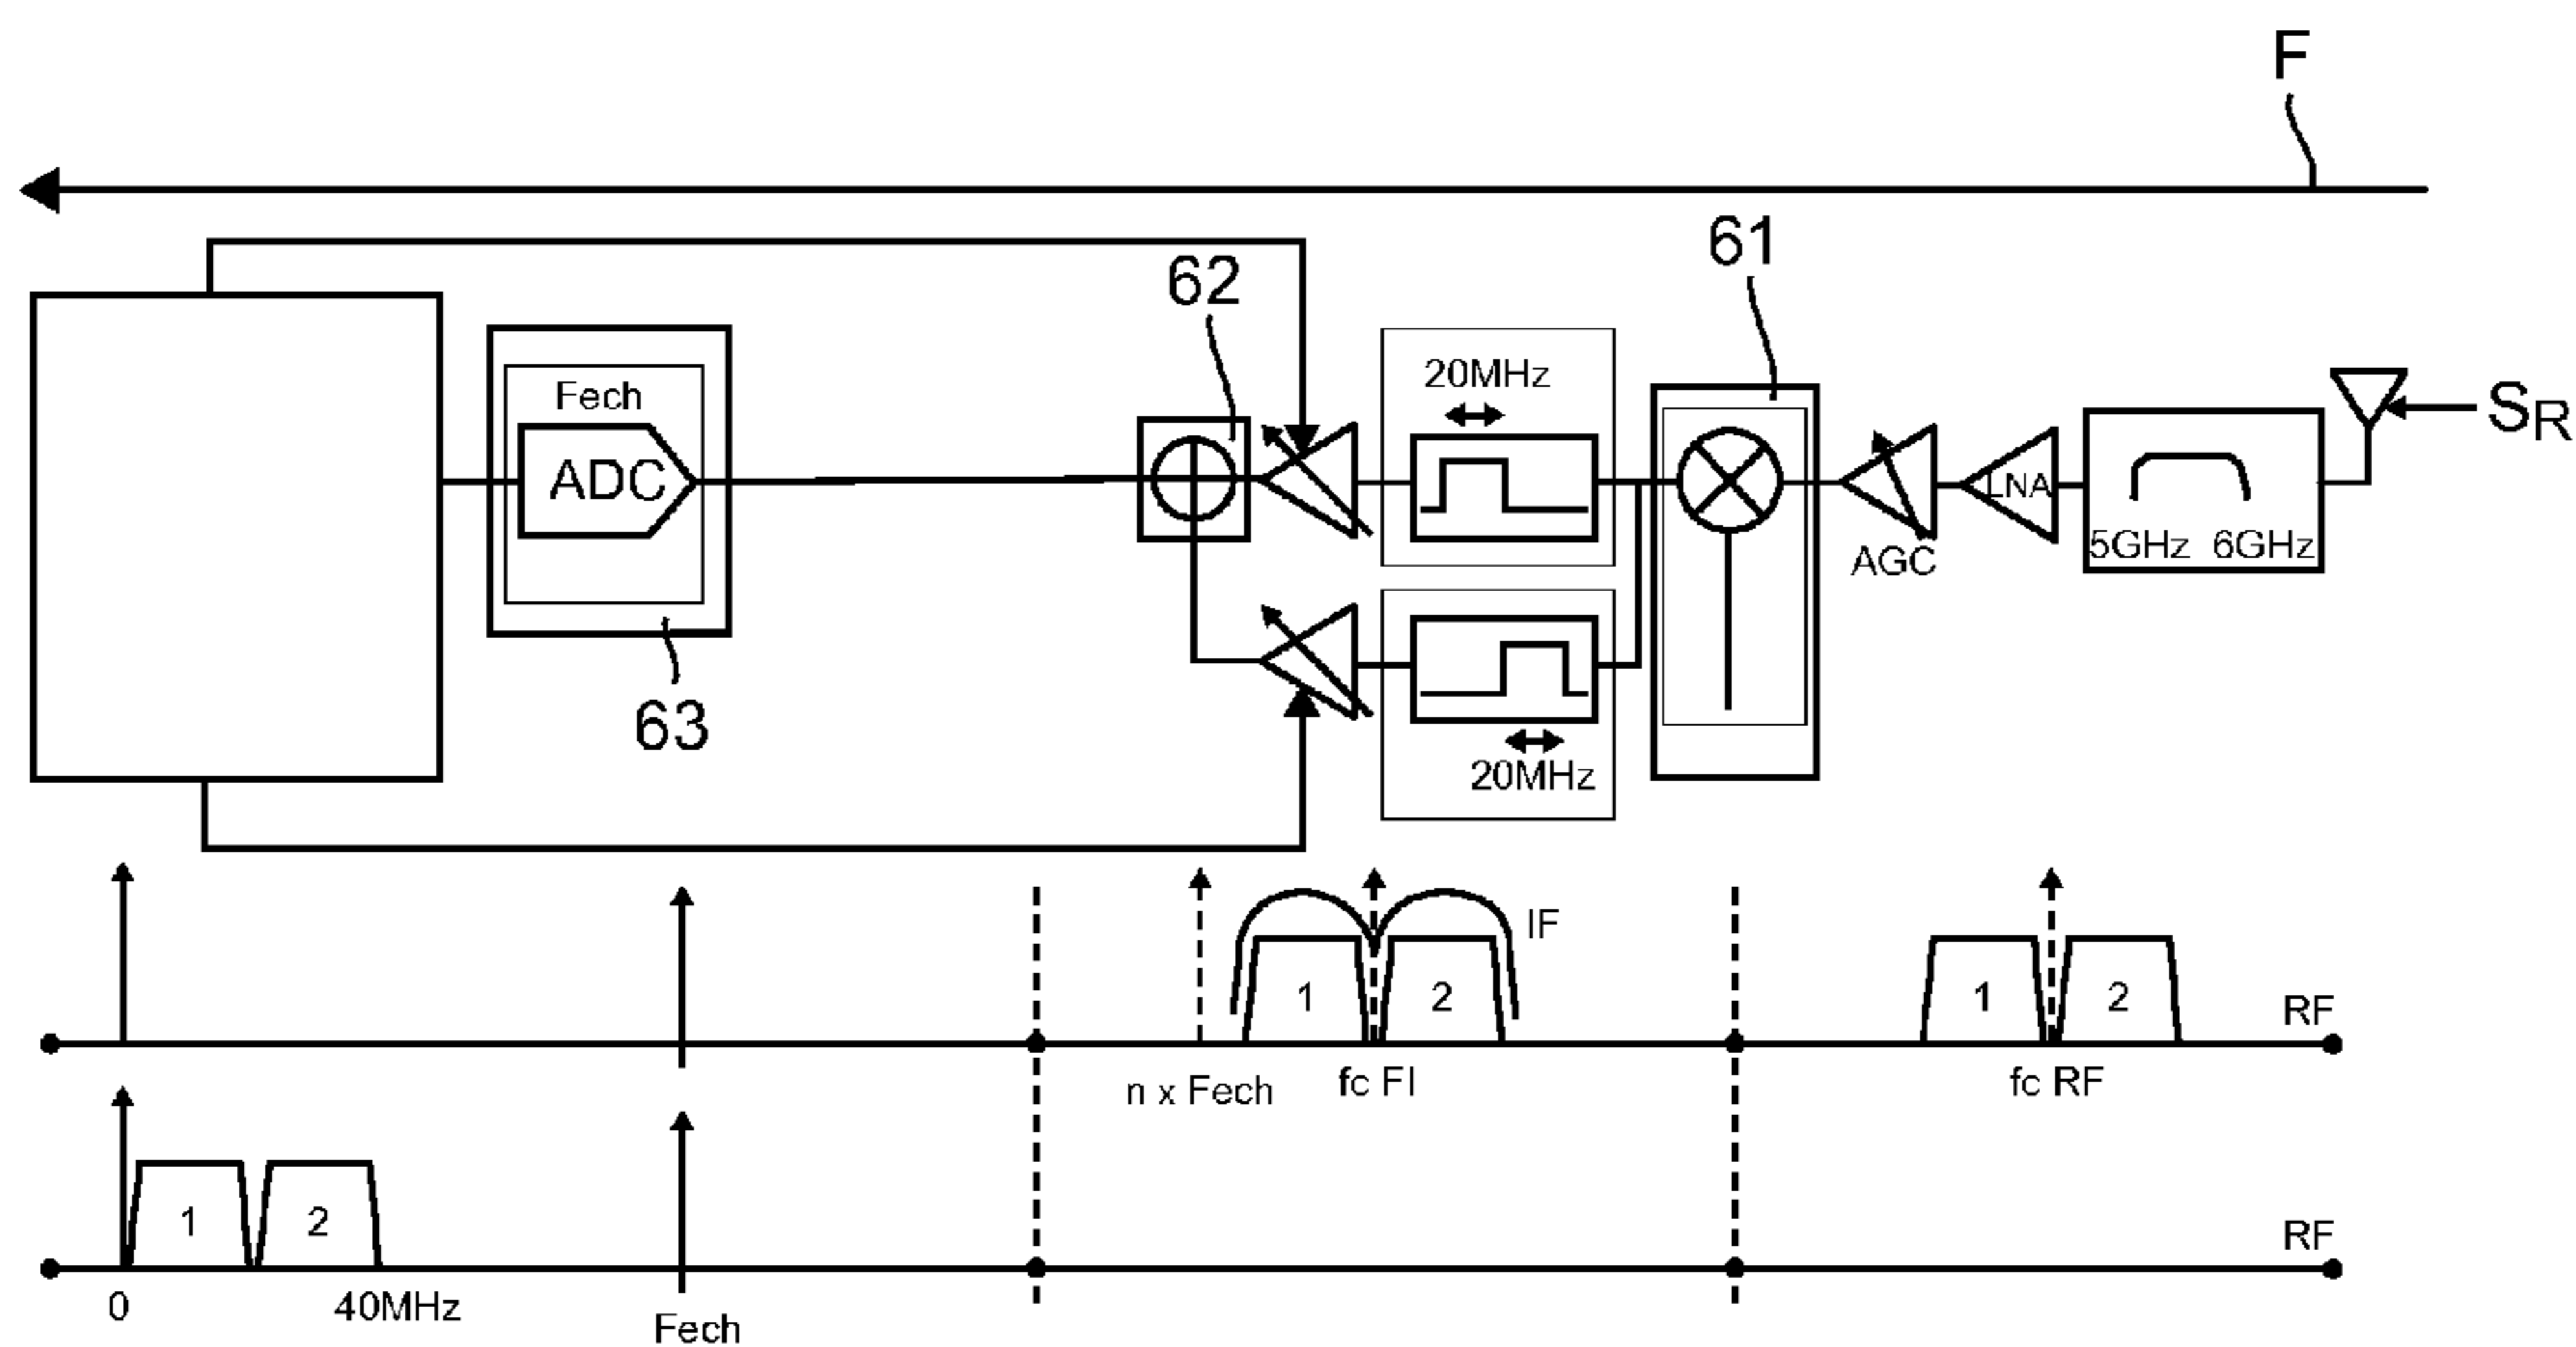 F
61
62
20MHz
Fech
ADC
SR
LNA
5GHz 6GHz
AGC
63
20MHz
IF
1
2
1
2
RF
n x Fech
fc FI
fc RF
1
2
RF
0
40MHz
Fech